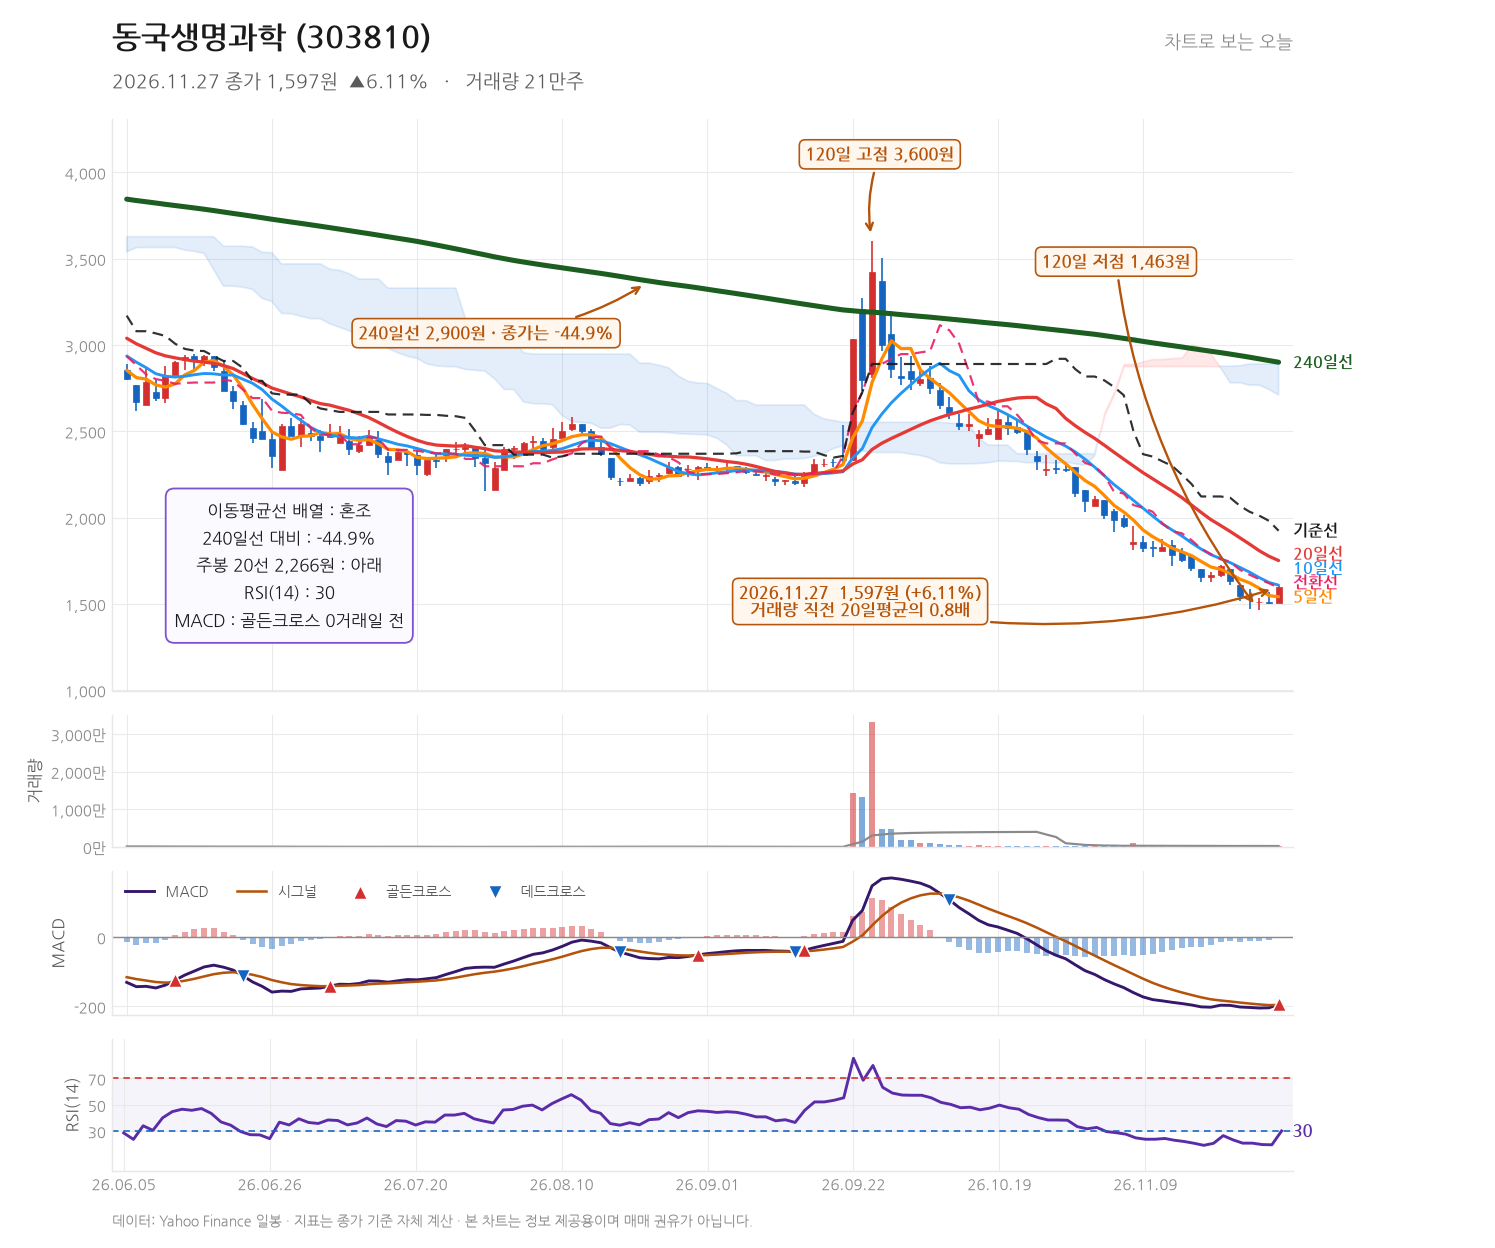 동국생명과학 (303810)
차트로 보는 오늘
2026.11.27 종가 1,597원 ▲6.11% · 거래량 21만주
120일 고점 3,600원
120일 저점 1,463원
240일선 2,900원 · 종가는 -44.9%
4,000
3,500
3,000
2,500
2,000
1,500
1,000
240일선
기준선
20일선
10일선
전환선
5일선
이동평균선 배열 : 혼조
240일선 대비 : -44.9%
주봉 20선 2,266원 : 아래
RSI(14) : 30
MACD : 골든크로스 0거래일 전
2026.11.27 1,597원 (+6.11%)
거래량 직전 20일평균의 0.8배
거래량
3,000만
2,000만
1,000만
0만
MACD
MACD
시그널
골든크로스
데드크로스
0
-200
RSI(14)
70
50
30
30
26.06.05
26.06.26
26.07.20
26.08.10
26.09.01
26.09.22
26.10.19
26.11.09
데이터: Yahoo Finance 일봉 · 지표는 종가 기준 자체 계산 · 본 차트는 정보 제공용이며 매매 권유가 아닙니다.